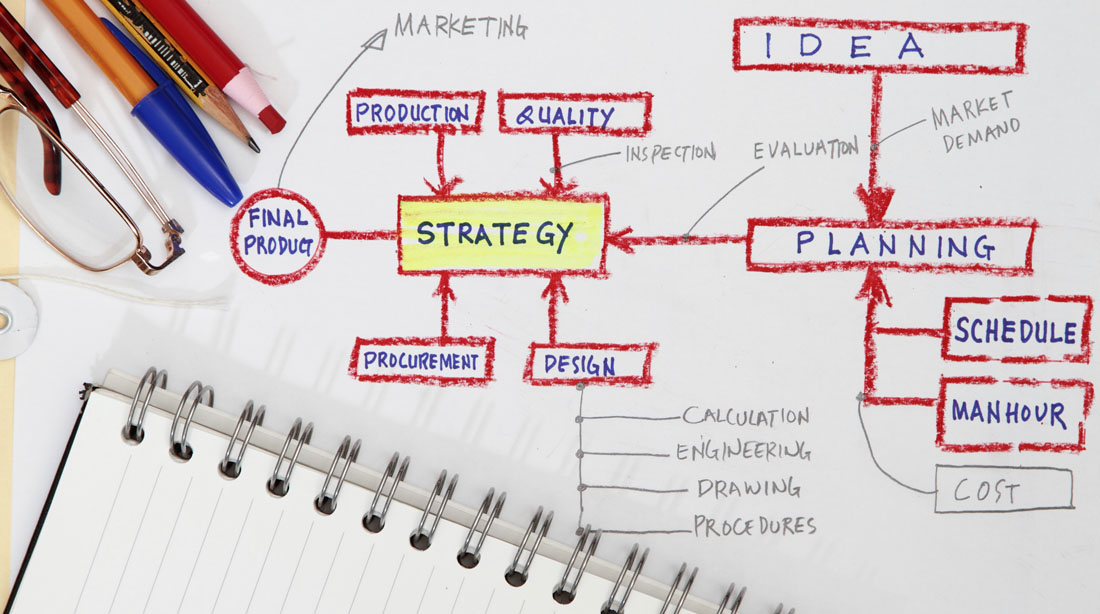 MARKETING
IDEA
PRODUCTION
QUALITY
MARKET
DEMAND
INSPECTION
EVALUATION
FINAL
PRODUCT
STRATEGY
PLANNING
SCHEDULE
PROCUREMENT
DESIGN
MANHOUR
CALCULATION
ENGINEERING
DRAWING
COST
PROCEDURES